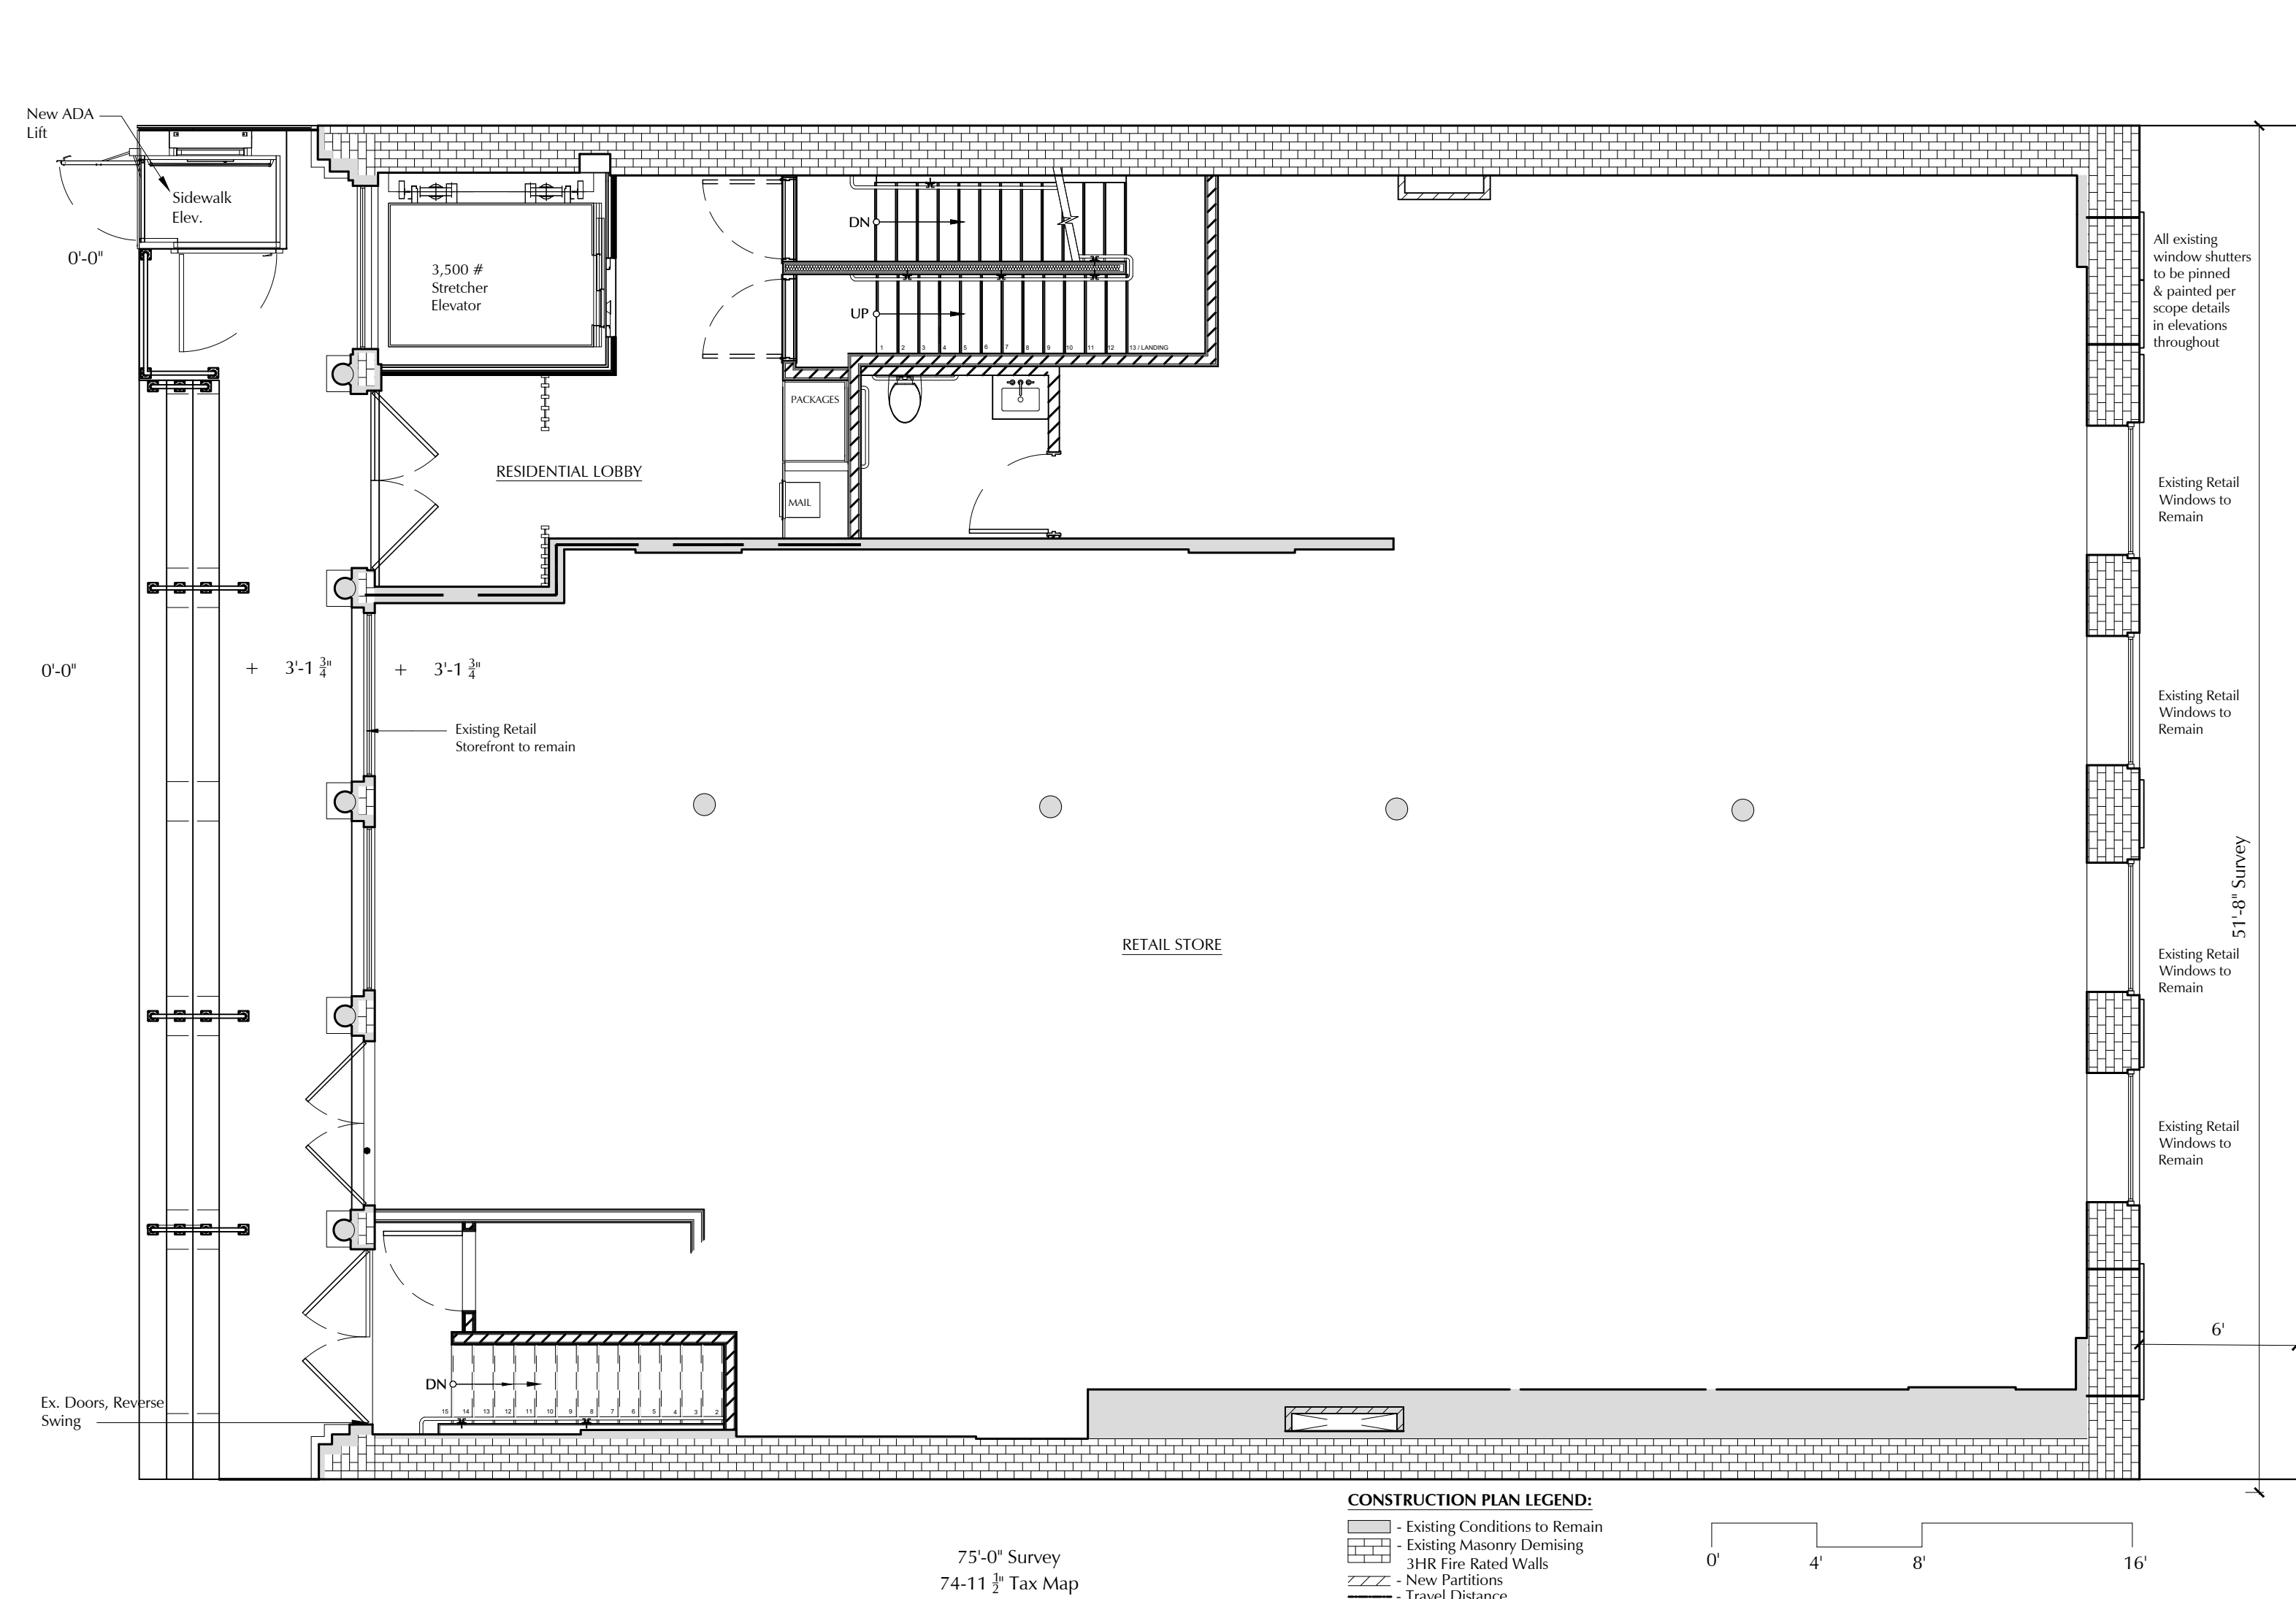 New ADA
Lift
Sidewalk
Elev.
0'-0"
3,500 #
Stretcher
Elevator
DN
UP
1 2 3 4 5 6 7 8 9 10 11 12 13 / LANDING
PACKAGES
MAIL
RESIDENTIAL LOBBY
All existing
window shutters
to be pinned
& painted per
scope details
in elevations
throughout
Existing Retail
Windows to
Remain
0'-0"
+ 3'-1 3/4"
+ 3'-1 3/4"
Existing Retail
Storefront to remain
Existing Retail
Windows to
Remain
51'-8" Survey
RETAIL STORE
Existing Retail
Windows to
Remain
Existing Retail
Windows to
Remain
6'
DN
15 14 13 12 11 10 9 8 7 6 5 4 3 2
Ex. Doors, Reverse
Swing
75'-0" Survey
74-11 1/2" Tax Map
CONSTRUCTION PLAN LEGEND:
- Existing Conditions to Remain
- Existing Masonry Demising
3HR Fire Rated Walls
- New Partitions
- Travel Distance
0' 4' 8' 16'